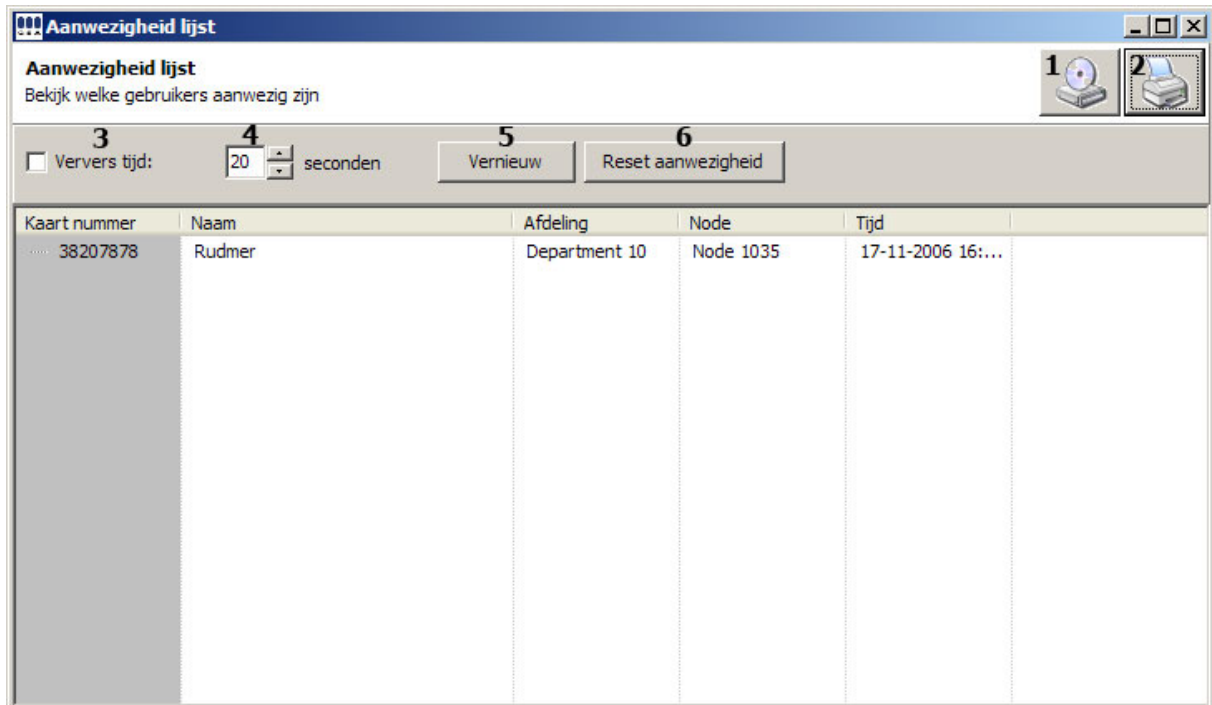 Aanwezigheid lijst
Aanwezigheid lijst
Bekijk welke gebruikers aanwezig zijn
1 2
3 4 5 6
Ververs tijd: 20 seconden Vernieuw Reset aanwezigheid
Kaart nummer Naam Afdeling Node Tijd
38207878 Rudmer Department 10 Node 1035 17-11-2006 16:...